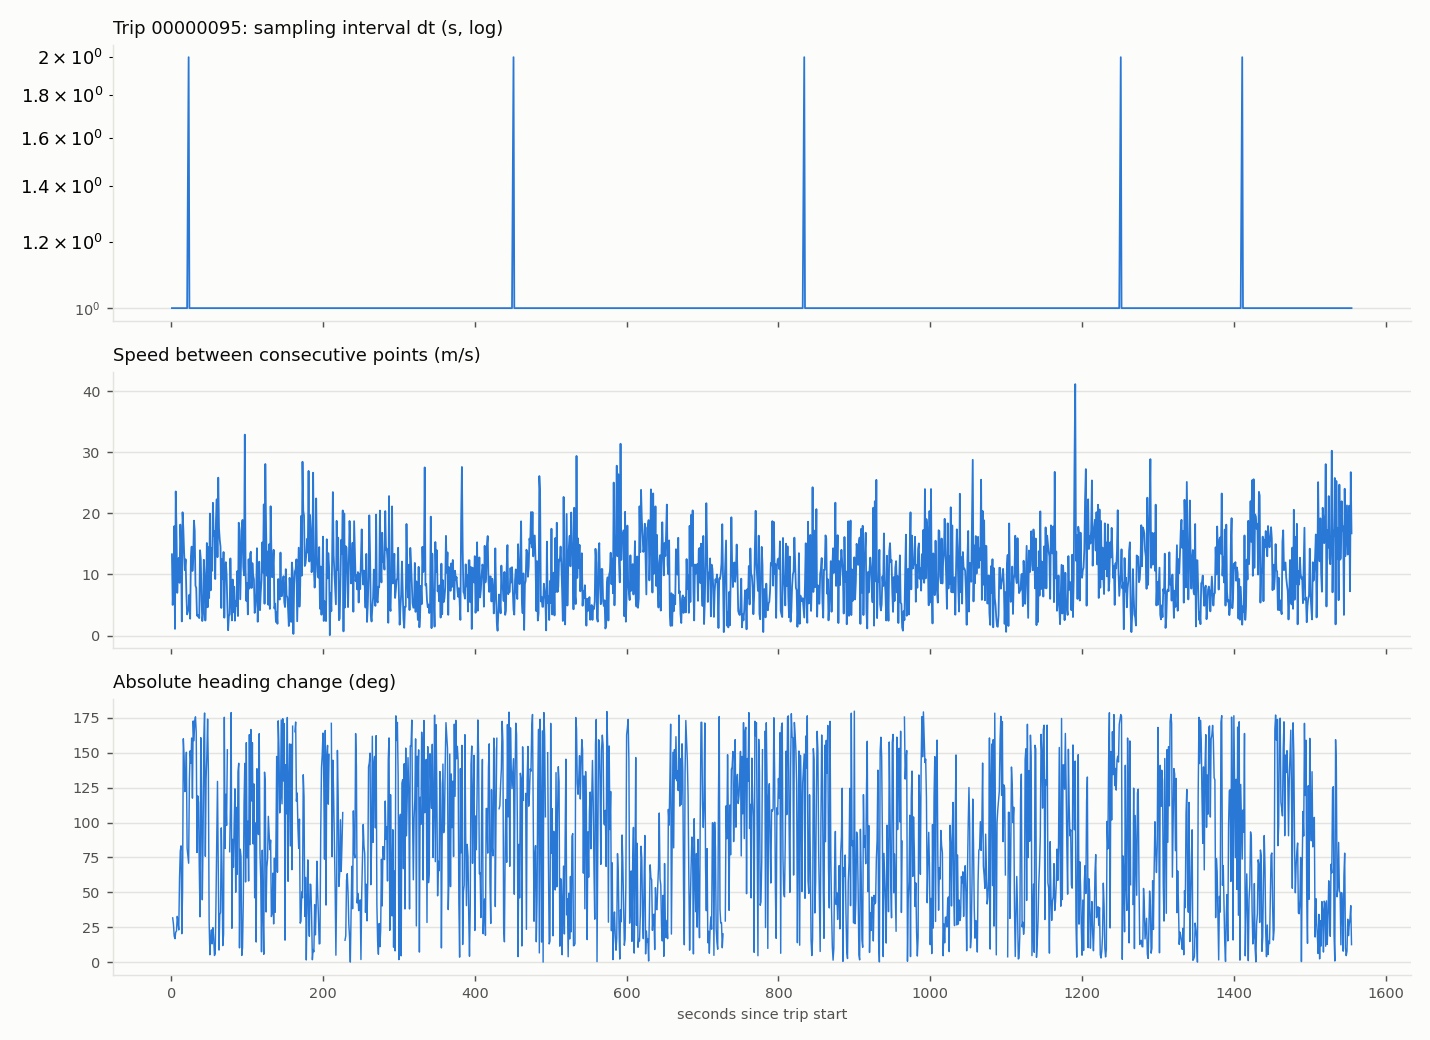 Trip 00000095: sampling interval dt (s, log)
2 × 10⁰
1.8 × 10⁰
1.6 × 10⁰
1.4 × 10⁰
1.2 × 10⁰
10⁰
Speed between consecutive points (m/s)
40
30
20
10
0
Absolute heading change (deg)
175
150
125
100
75
50
25
0
0 200 400 600 800 1000 1200 1400 1600
seconds since trip start